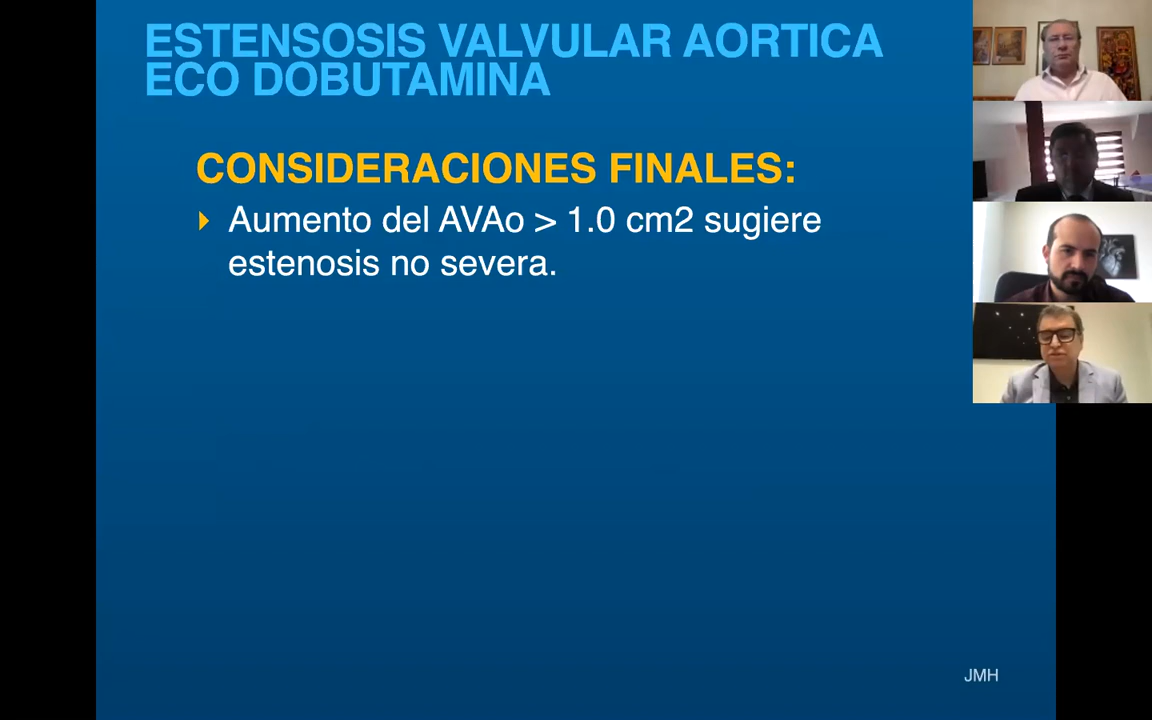 ESTENSOSIS VALVULAR AORTICA
ECO DOBUTAMINA
CONSIDERACIONES FINALES:
Aumento del AVAo > 1.0 cm2 sugiere
estenosis no severa.
JMH